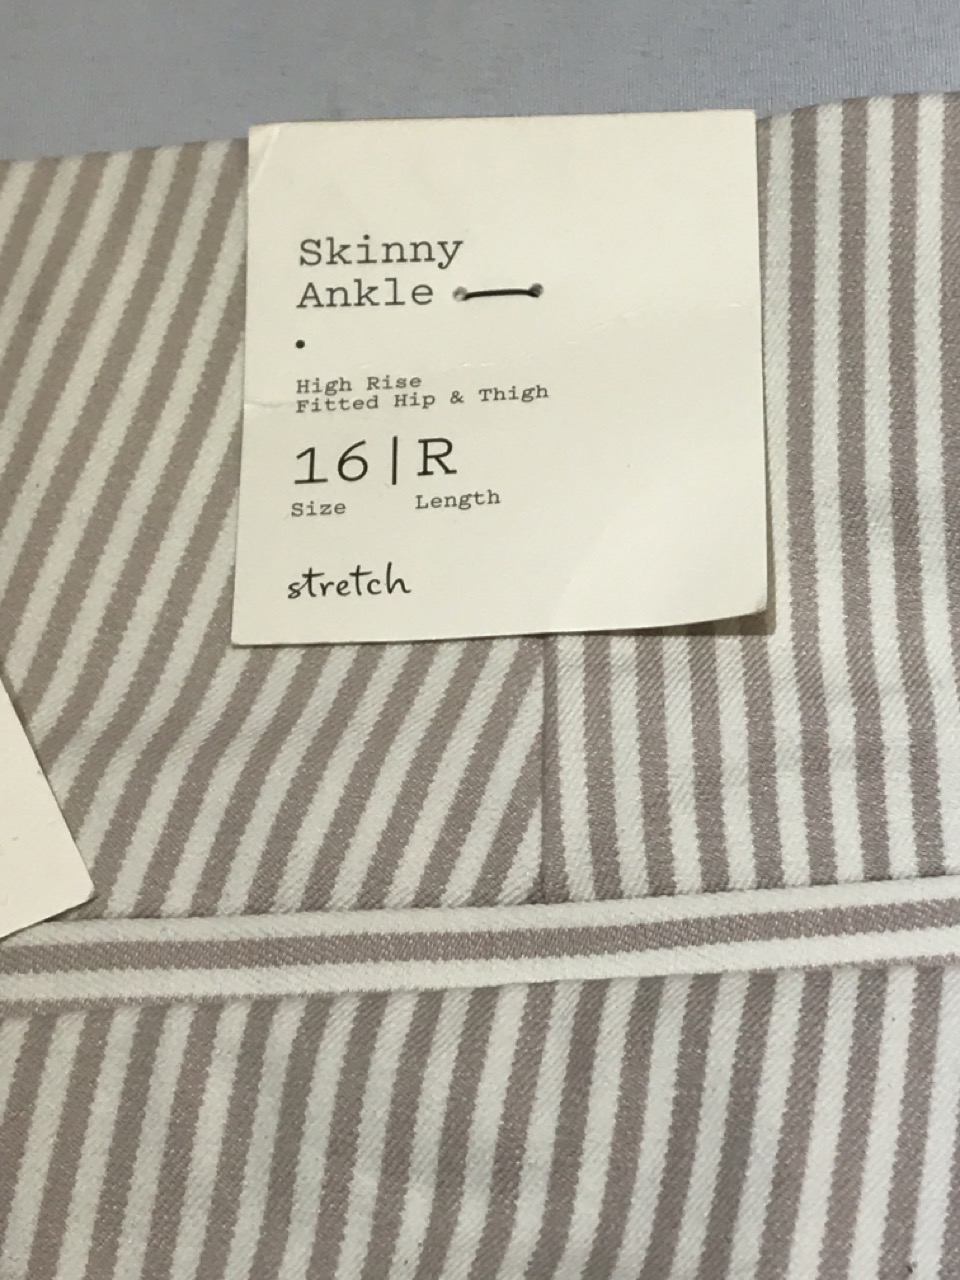 Skinny
Ankle
High Rise
Fitted Hip & Thigh
16|R
Size Length
stretch